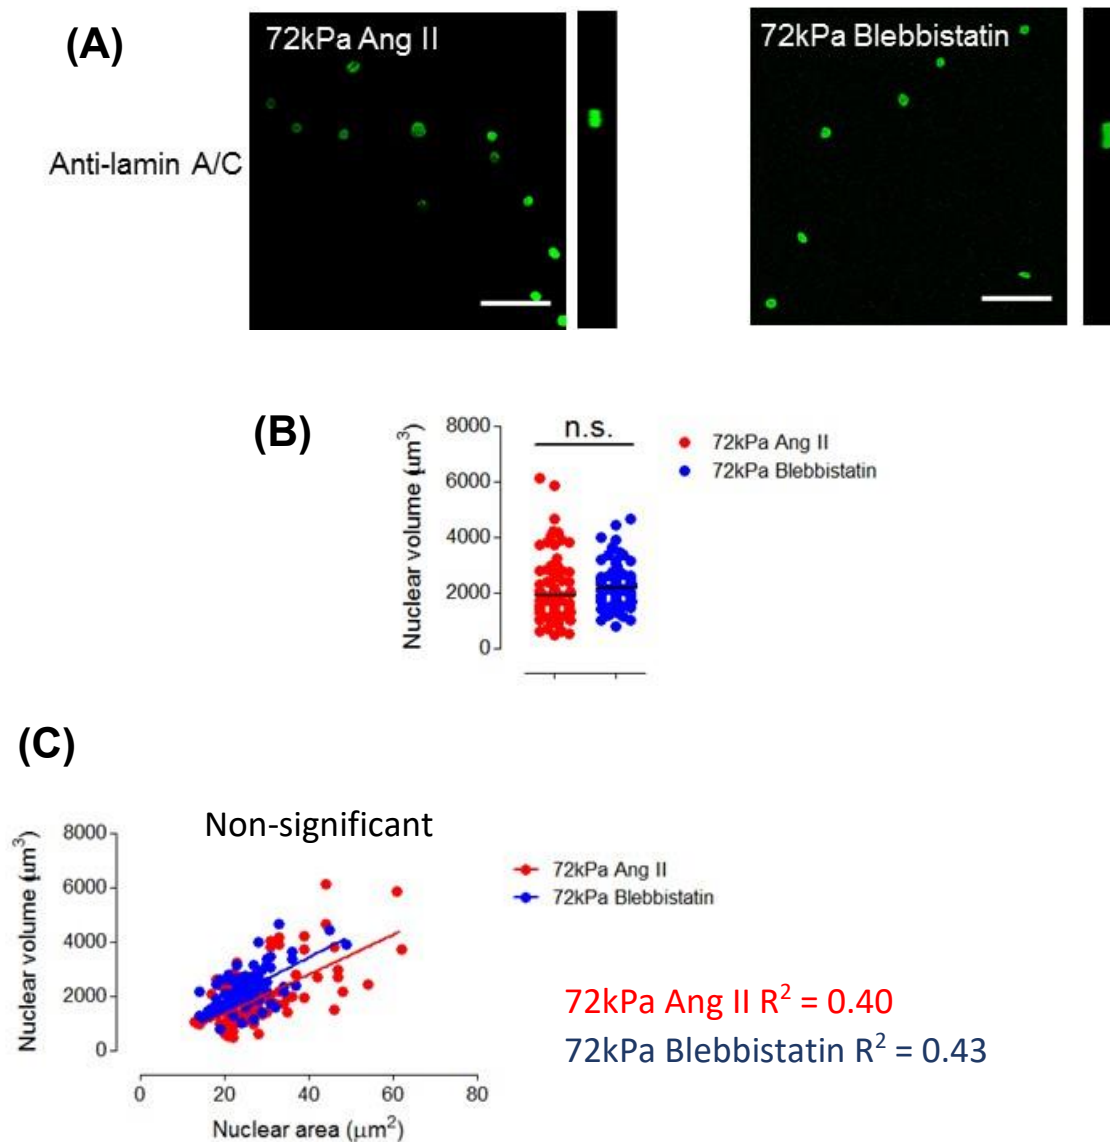 (A)
72kPa Ang II
72kPa Blebbistatin
Anti-lamin A/C
(B)
Nuclear volume (μm³)
8000
6000
4000
2000
0
n.s.
72kPa Ang II
72kPa Blebbistatin
(C)
Non-significant
Nuclear volume (μm³)
8000
6000
4000
2000
0
0 20 40 60 80
Nuclear area (μm²)
72kPa Ang II
72kPa Blebbistatin
72kPa Ang II R² = 0.40
72kPa Blebbistatin R² = 0.43